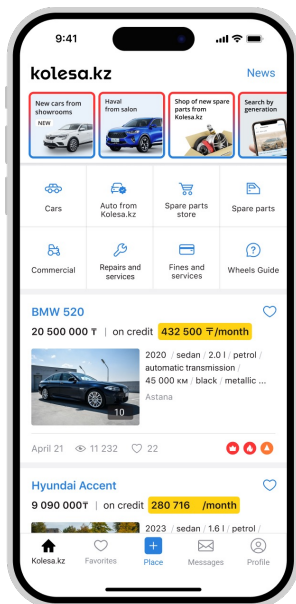 9:41
kolesa.kz
News
New cars from
showrooms
NEW
Haval
from salon
Shop of new spare
parts from
Kolesa.kz
Search by
generation
Cars
Auto from
Kolesa.kz
Spare parts
store
Spare parts
Commercial
Repairs and
services
Fines and
services
Wheels Guide
BMW 520
20 500 000 ₸ | on credit 432 500 ₸/month
2020 / sedan / 2.0 l / petrol /
automatic transmission /
45 000 км / black / metallic ...
Astana
10
April 21 11 232 22
Hyundai Accent
9 090 000₸ | on credit 280 716 /month
2023 / sedan / 1.6 l / petrol /
Kolesa.kz
Favorites
Place
Messages
Profile